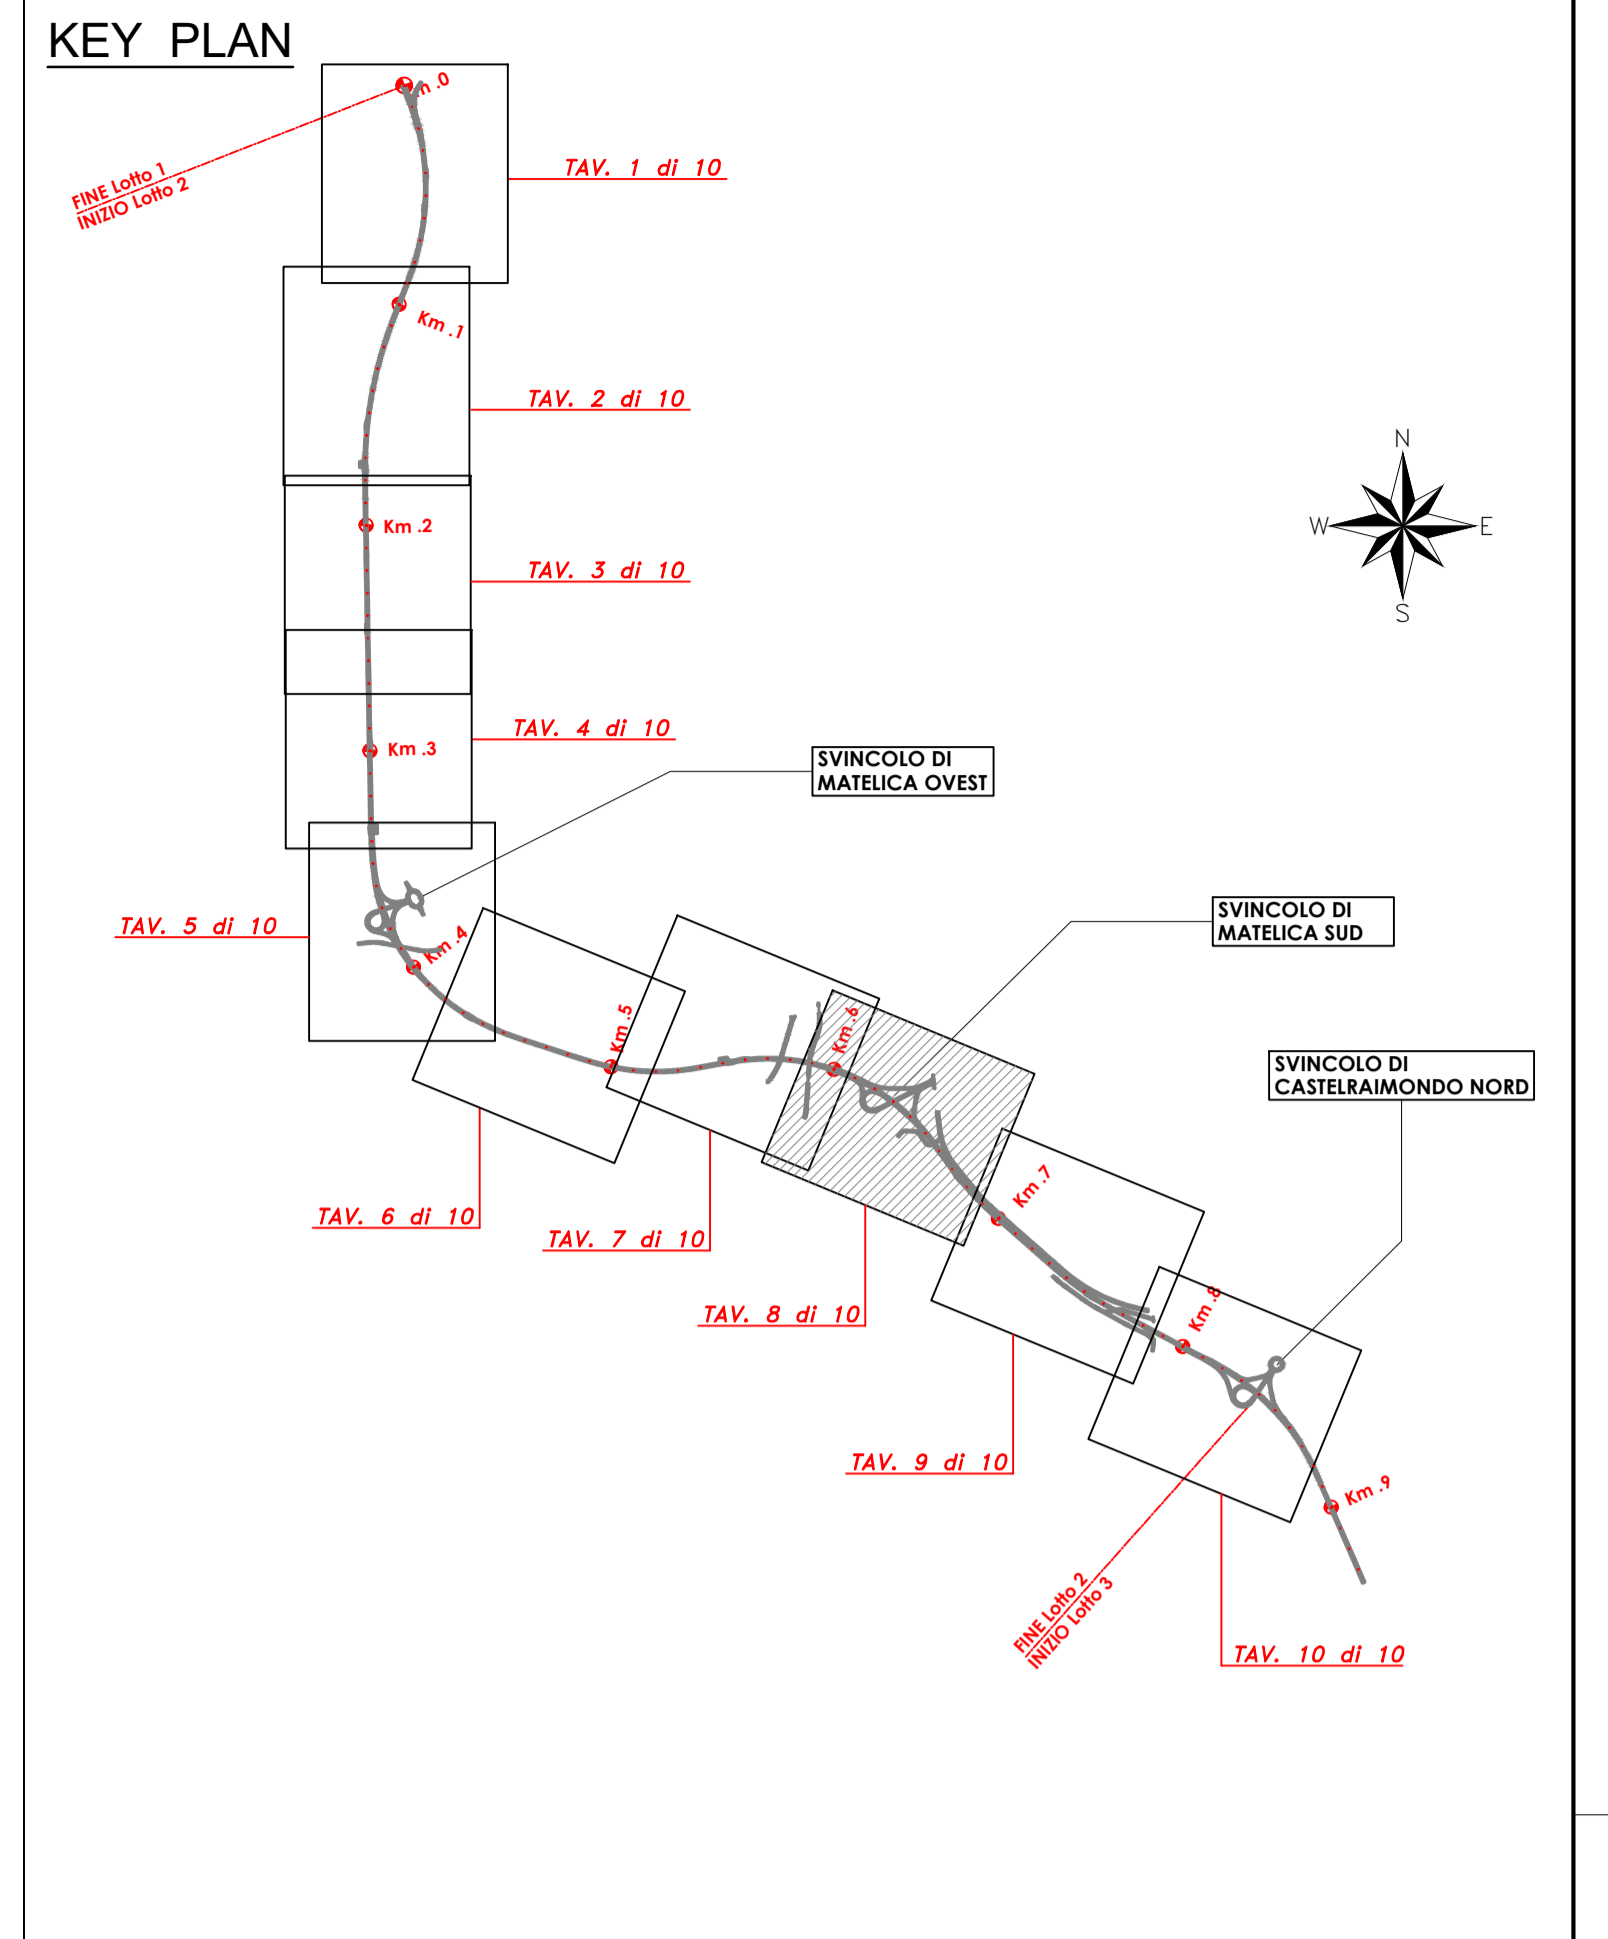 KEY PLAN
.0
FINE Lotto 1
INIZIO Lotto 2
TAV. 1 di 10
Km .1
TAV. 2 di 10
N
W
E
S
Km .2
TAV. 3 di 10
Km .3
TAV. 4 di 10
SVINCOLO DI
MATELICA OVEST
TAV. 5 di 10
Km .4
SVINCOLO DI
MATELICA SUD
Km .5
Km .6
SVINCOLO DI
CASTELRAIMONDO NORD
TAV. 6 di 10
TAV. 7 di 10
Km .7
TAV. 8 di 10
Km .8
TAV. 9 di 10
Km .9
FINE Lotto 2
INIZIO Lotto 3
TAV. 10 di 10